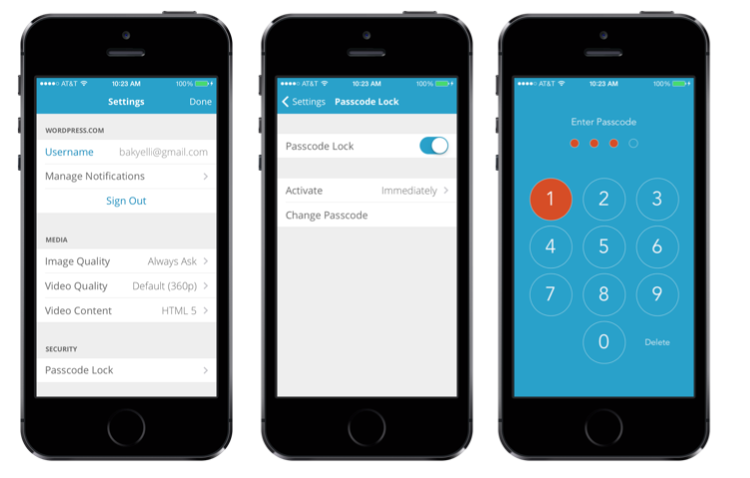 AT&T 10:23 AM 100%
Settings Done
WORDPRESS.COM
Username bakyelli@gmail.com
Manage Notifications
Sign Out
MEDIA
Image Quality Always Ask
Video Quality Default (360p)
Video Content HTML 5
SECURITY
Passcode Lock
AT&T 10:23 AM 100%
Settings Passcode Lock
Passcode Lock
Activate Immediately
Change Passcode
AT&T 10:23 AM 100%
Enter Passcode
1 2 3
4 5 6
7 8 9
0 Delete